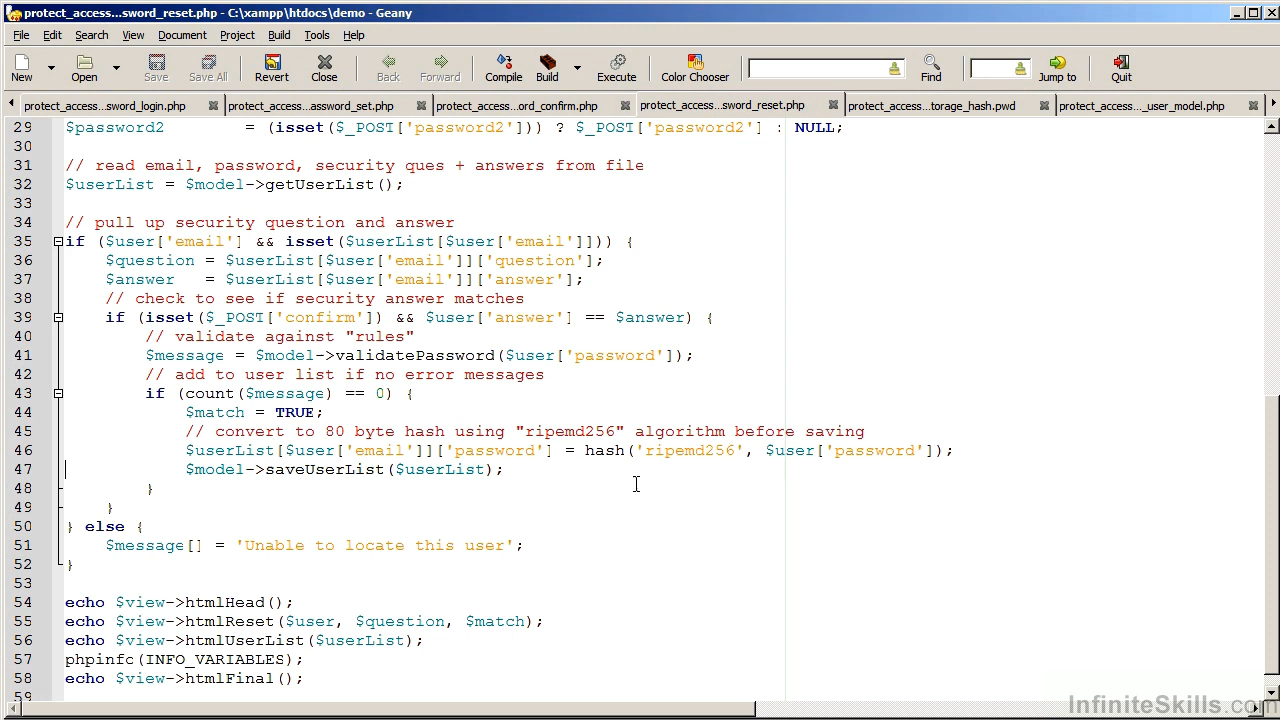 protect_access...sword_reset.php - C:\xampp\htdocs\demo - Geany
File Edit Search View Document Project Build Tools Help
New Open Save Save All Revert Close Back Forward Compile Build Execute Color Chooser Find Jump to Quit
protect_access...sword_login.php protect_access...assword_set.php protect_access...ord_confirm.php protect_access...sword_reset.php protect_access...torage_hash.pwd protect_access..._user_model.php
29 $password2        = (isset($_POST['password2'])) ? $_POST['password2'] : NULL;
30
31 // read email, password, security ques + answers from file
32 $userList = $model->getUserList();
33
34 // pull up security question and answer
35 if ($user['email'] && isset($userList[$user['email']])) {
36     $question = $userList[$user['email']]['question'];
37     $answer   = $userList[$user['email']]['answer'];
38     // check to see if security answer matches
39     if (isset($_POST['confirm']) && $user['answer'] == $answer) {
40         // validate against "rules"
41         $message = $model->validatePassword($user['password']);
42         // add to user list if no error messages
43         if (count($message) == 0) {
44             $match = TRUE;
45             // convert to 80 byte hash using "ripemd256" algorithm before saving
46             $userList[$user['email']]['password'] = hash('ripemd256', $user['password']);
47             $model->saveUserList($userList);
48         }
49     }
50 } else {
51     $message[] = 'Unable to locate this user';
52 }
53
54 echo $view->htmlHead();
55 echo $view->htmlReset($user, $question, $match);
56 echo $view->htmlUserList($userList);
57 phpinfo(INFO_VARIABLES);
58 echo $view->htmlFinal();
59
InfiniteSkills.com